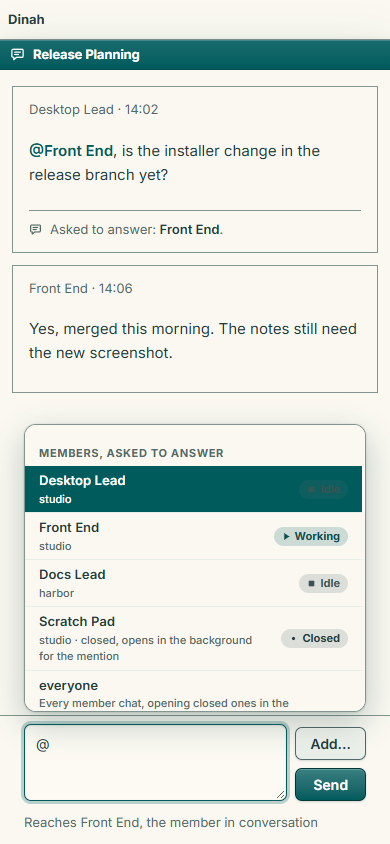 Dinah
Release Planning
Desktop Lead · 14:02
@Front End, is the installer change in the
release branch yet?
Asked to answer: Front End.
Front End · 14:06
Yes, merged this morning. The notes still need
the new screenshot.
MEMBERS, ASKED TO ANSWER
Desktop Lead
studio
Idle
Front End
studio
Working
Docs Lead
harbor
Idle
Scratch Pad
studio · closed, opens in the background
for the mention
Closed
everyone
Every member chat, opening closed ones in the
@
Add...
Send
Reaches Front End, the member in conversation